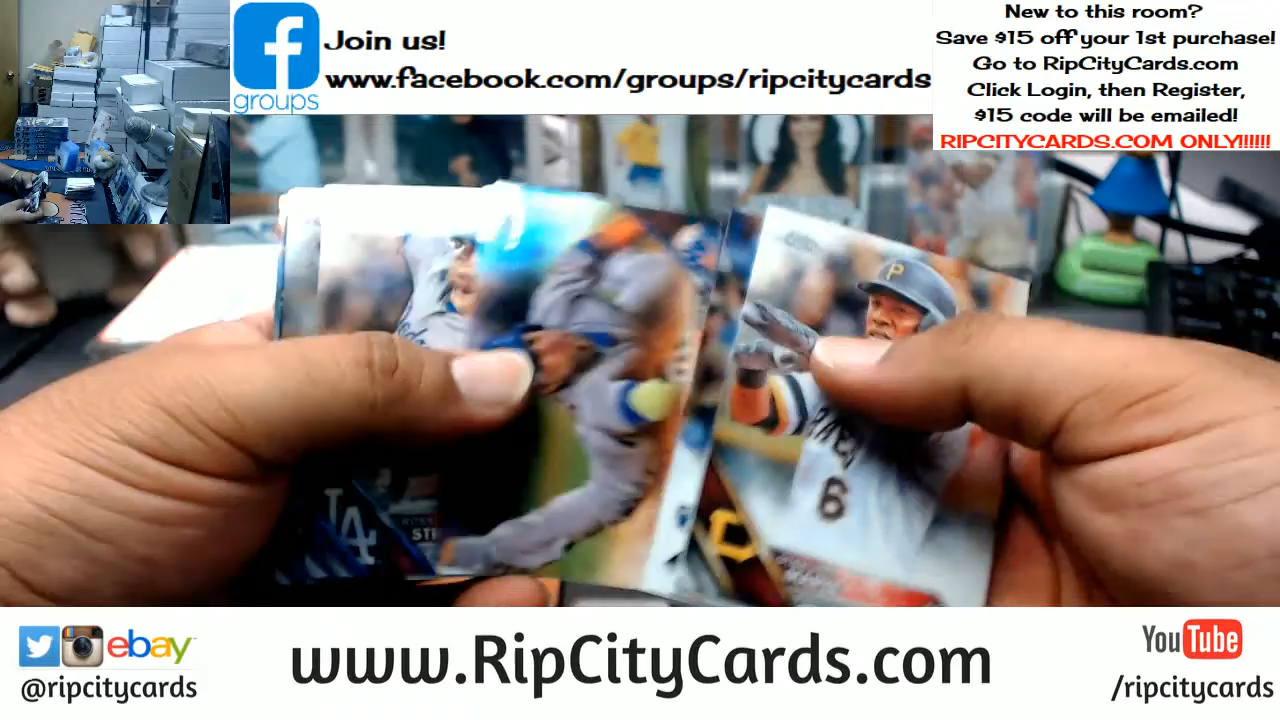 f
groups
Join us!
www.facebook.com/groups/ripcitycards
New to this room?
Save $15 off your 1st purchase!
Go to RipCityCards.com
Click Login, then Register,
$15 code will be emailed!
RIPCITYCARDS.COM ONLY!!!!!!
P
6
LA
ebay
@ripcitycards
www.RipCityCards.com
YouTube
/ripcitycards